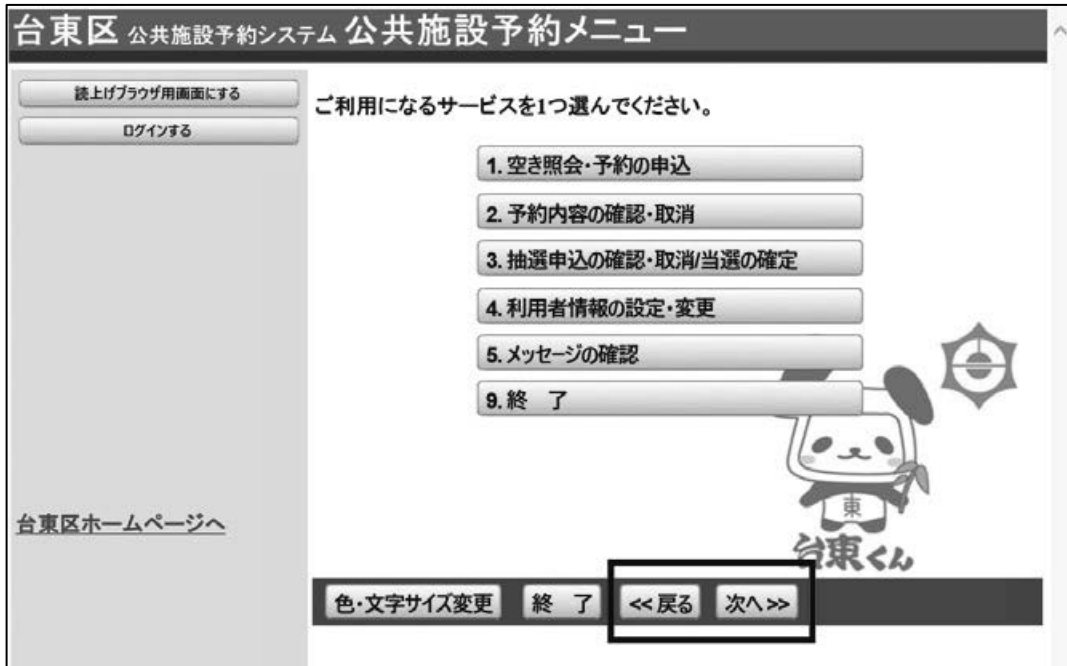 台東区 公共施設予約システム 公共施設予約メニュー
読上げブラウザ用画面にする
ログインする
ご利用になるサービスを1つ選んでください。
1. 空き照会・予約の申込
2. 予約内容の確認・取消
3. 抽選申込の確認・取消/当選の確定
4. 利用者情報の設定・変更
5. メッセージの確認
9. 終　了
東
台東くん
台東区ホームページへ
色・文字サイズ変更 終　了 <<戻る 次へ>>